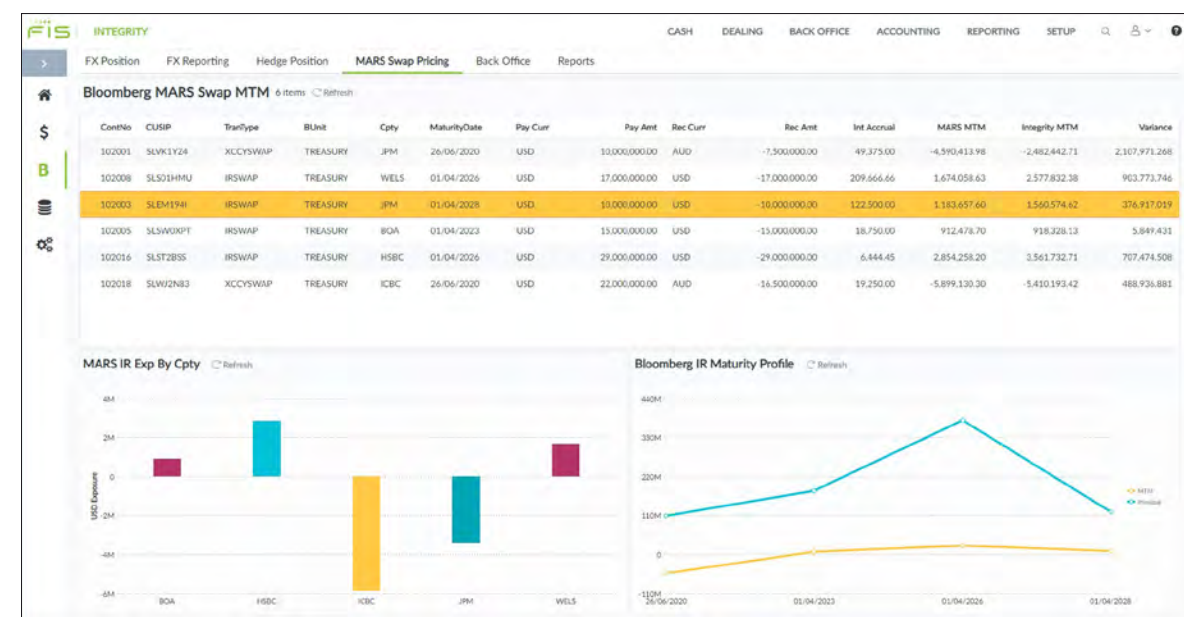 FIS INTEGRITY CASH DEALING BACK OFFICE ACCOUNTING REPORTING SETUP
FX Position FX Reporting Hedge Position MARS Swap Pricing Back Office Reports
Bloomberg MARS Swap MTM 6 items Refresh
ContNo CUSIP TranType BUnit Cpty MaturityDate Pay Curr Pay Amt Rec Curr Rec Amt Int Accrual MARS MTM Integrity MTM Variance
102001 SLVK1Y24 XCCYSWAP TREASURY JPM 26/06/2020 USD 10,000,000.00 AUD -7,500,000.00 49,375.00 -4,590,413.98 -2,482,442.71 2,107,971.268
102008 SLS01HMU IRSWAP TREASURY WELS 01/04/2026 USD 17,000,000.00 USD -17,000,000.00 209,666.66 1,674,058.63 2,577,832.38 903,773.746
102003 SLEM194I IRSWAP TREASURY JPM 01/04/2028 USD 10,000,000.00 USD -10,000,000.00 122,500.00 1,183,657.60 1,560,574.62 376,917.019
102005 SLSW0XPT IRSWAP TREASURY BOA 01/04/2023 USD 15,000,000.00 USD -15,000,000.00 18,750.00 912,478.70 918,328.13 5,849.431
102016 SLST2BSS IRSWAP TREASURY HSBC 01/04/2026 USD 29,000,000.00 USD -29,000,000.00 6,444.45 2,854,258.20 3,561,732.71 707,474.508
102018 SLWJ2N83 XCCYSWAP TREASURY ICBC 26/06/2020 USD 22,000,000.00 AUD -16,500,000.00 19,250.00 -5,899,130.30 -5,410,193.42 488,936.881
MARS IR Exp By Cpty Refresh
4M
2M
0
-2M
-4M
-6M
USD Exposure
BOA HSBC ICBC JPM WELS
Bloomberg IR Maturity Profile Refresh
440M
330M
220M
110M
0
-110M
26/06/2020 01/04/2023 01/04/2026 01/04/2028
MTM
Principal